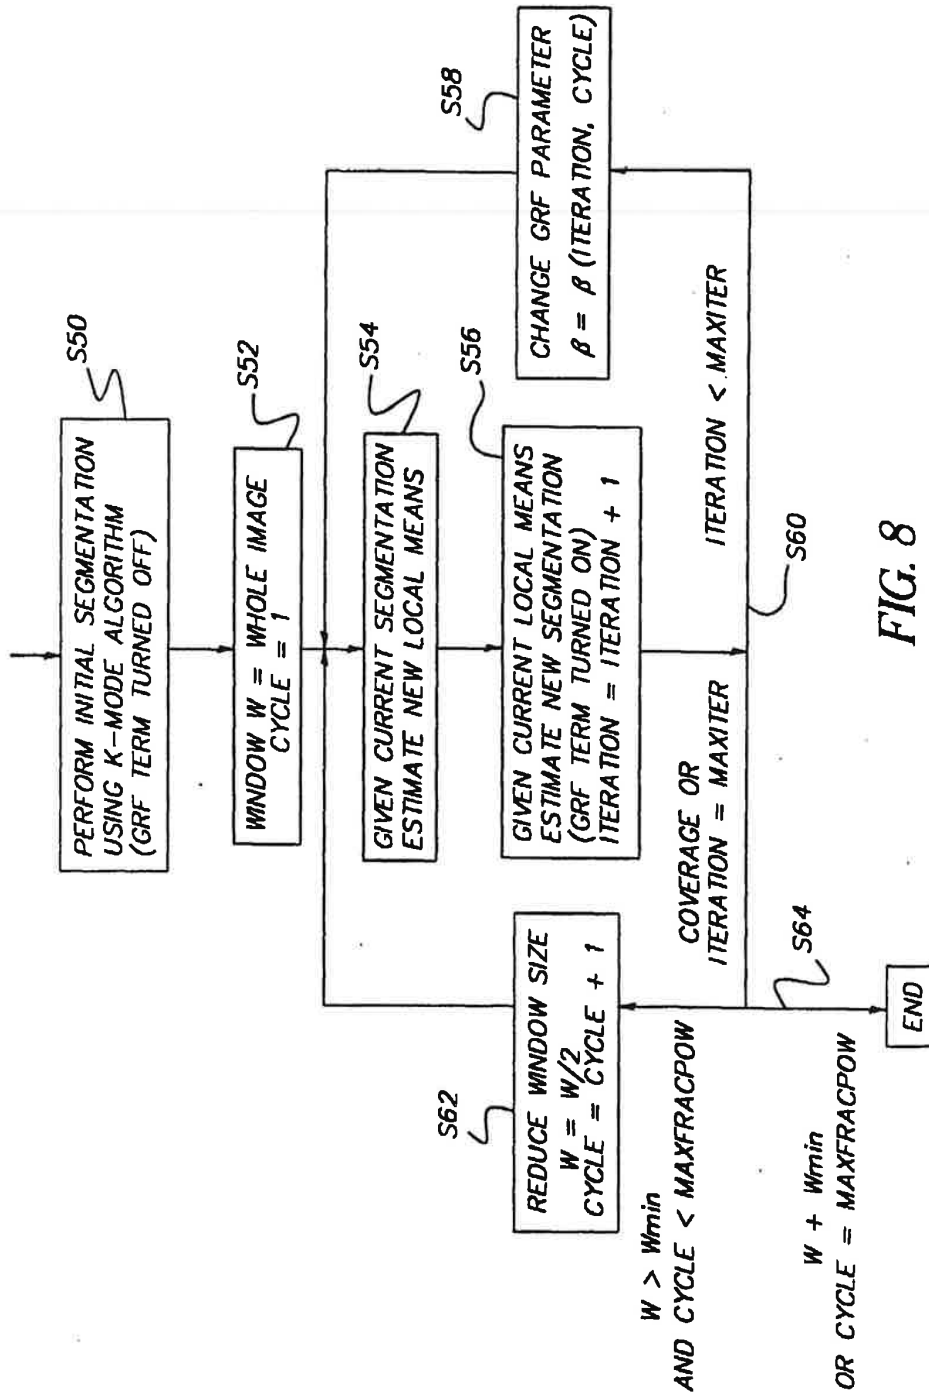 S50
PERFORM INITIAL SEGMENTATION
USING K-MODE ALGORITHM
(GRF TERM TURNED OFF)
S52
WINDOW W = WHOLE IMAGE
CYCLE = 1
S54
GIVEN CURRENT SEGMENTATION
ESTIMATE NEW LOCAL MEANS
S56
GIVEN CURRENT LOCAL MEANS
ESTIMATE NEW SEGMENTATION
(GRF TERM TURNED ON)
ITERATION = ITERATION + 1
S58
CHANGE GRF PARAMETER
β = β (ITERATION, CYCLE)
S62
REDUCE WINDOW SIZE
W = W/2
CYCLE = CYCLE + 1
COVERAGE OR
ITERATION = MAXITER
ITERATION < MAXITER
S60
W > Wmin
AND CYCLE < MAXFRACPOW
S64
W + Wmin
OR CYCLE = MAXFRACPOW
END
FIG. 8